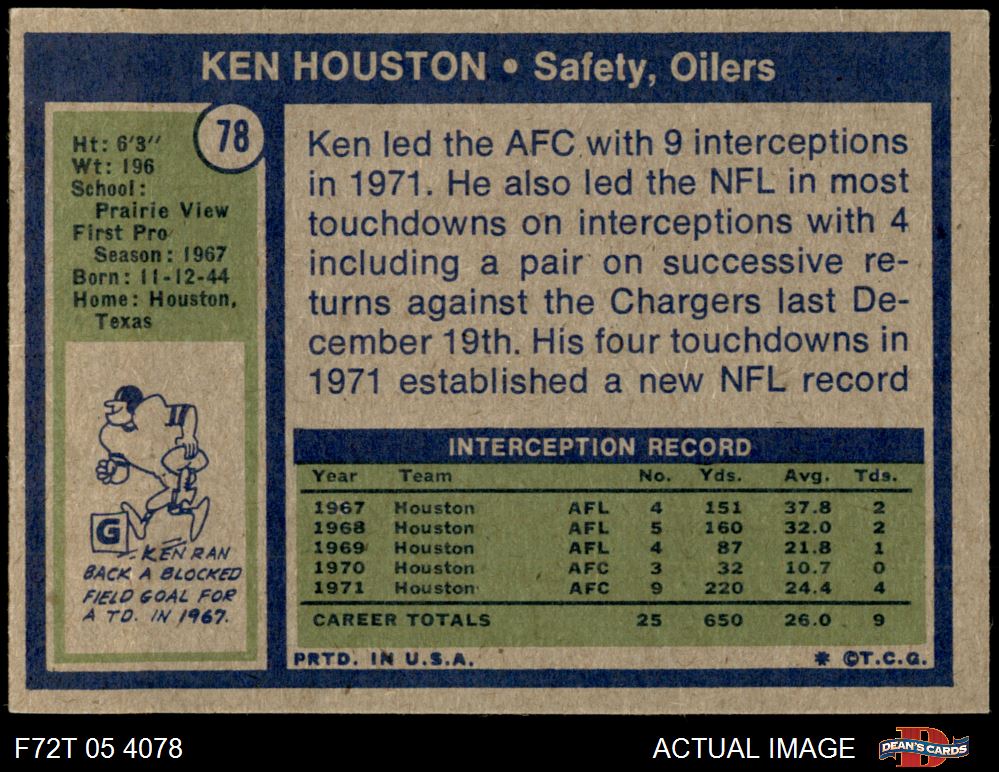 KEN HOUSTON • Safety, Oilers
78
Ht: 6'3"
Wt: 196
School:
Prairie View
First Pro
Season: 1967
Born: 11-12-44
Home: Houston,
Texas
G
KEN RAN
BACK A BLOCKED
FIELD GOAL FOR
A TD. IN 1967.
Ken led the AFC with 9 interceptions
in 1971. He also led the NFL in most
touchdowns on interceptions with 4
including a pair on successive re-
turns against the Chargers last De-
cember 19th. His four touchdowns in
1971 established a new NFL record
INTERCEPTION RECORD
Year Team No. Yds. Avg. Tds.
1967 Houston AFL 4 151 37.8 2
1968 Houston AFL 5 160 32.0 2
1969 Houston AFL 4 87 21.8 1
1970 Houston AFC 3 32 10.7 0
1971 Houston AFC 9 220 24.4 4
CAREER TOTALS 25 650 26.0 9
PRTD. IN U.S.A. * ©T.C.G.
F72T 05 4078 ACTUAL IMAGE DEAN'S CARDS